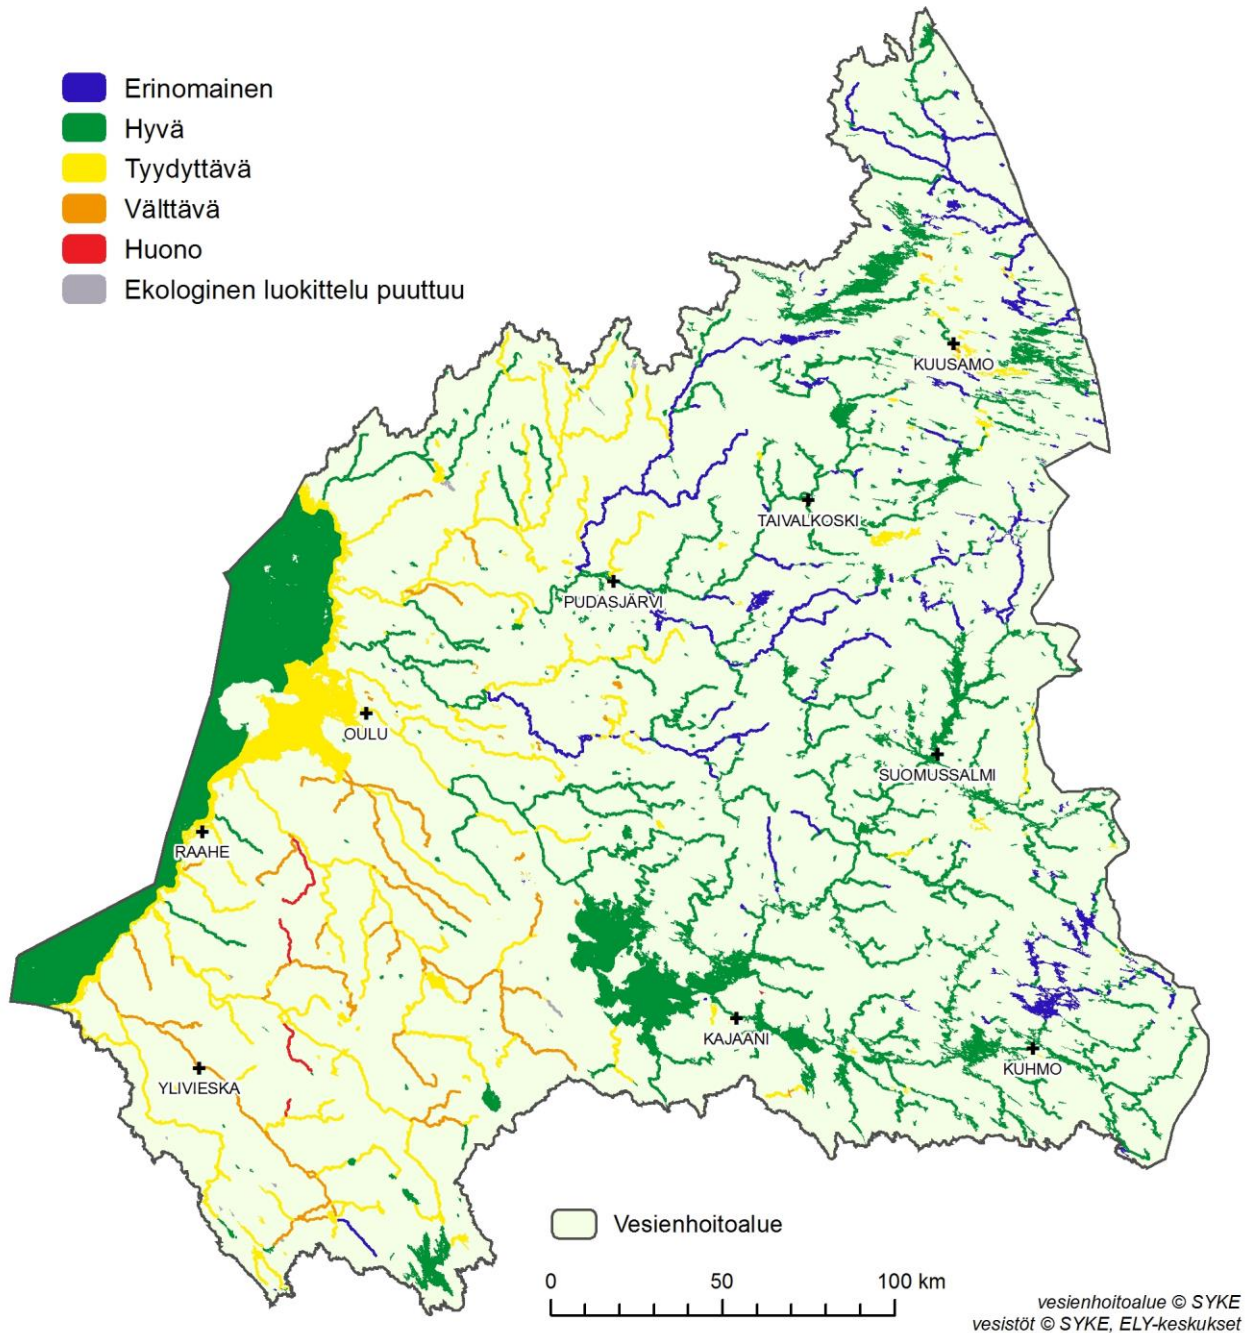 Erinomainen
Hyvä
Tyydyttävä
Välttävä
Huono
Ekologinen luokittelu puuttuu
KUUSAMO
TAIVALKOSKI
PUDASJÄRVI
OULU
SUOMUSSALMI
RAAHE
KAJAANI
KUHMO
YLIVIESKA
Vesienhoitoalue
0 50 100 km
vesienhoitoalue © SYKE
vesistöt © SYKE, ELY-keskukset